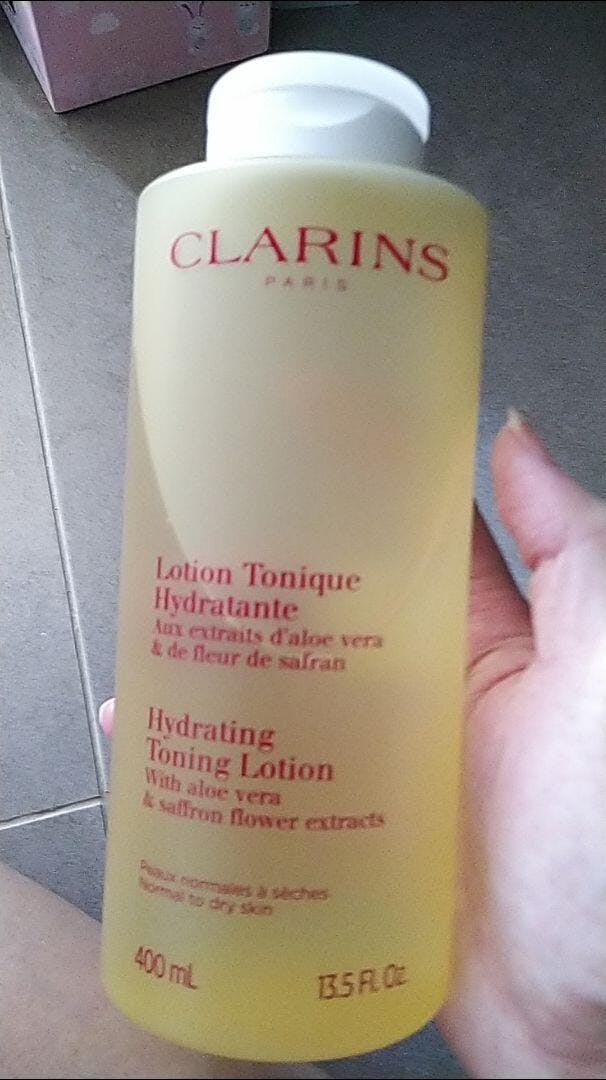 CLARINS
PARIS
Lotion Tonique
Hydratante
Aux extraits d'aloe vera
& de fleur de safran
Hydrating
Toning Lotion
With aloe vera
& saffron flower extracts
Peaux normales à sèches
Normal to dry skin
400 mL
13.5 Fl. Oz.